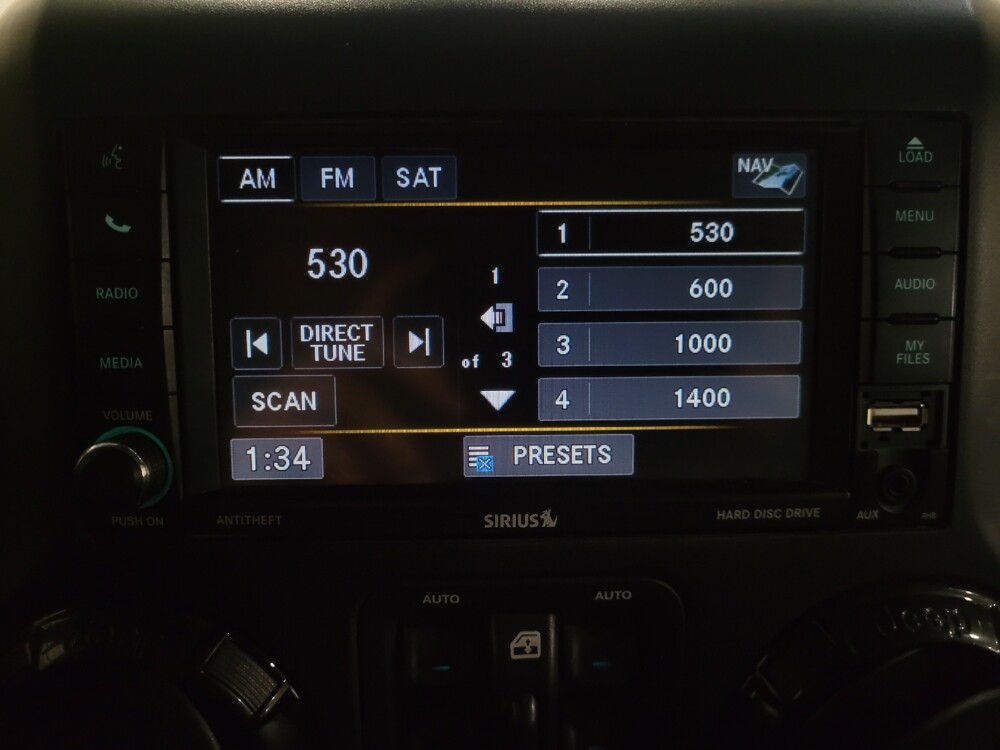 AM FM SAT NAV
LOAD
MENU
1 530
530
1
2 600
AUDIO
RADIO
DIRECT
TUNE
3 1000
MY
FILES
MEDIA
of 3
SCAN
4 1400
VOLUME
1:34
PRESETS
PUSH ON
ANTITHEFT
SIRIUS
HARD DISC DRIVE
AUX
AUTO
AUTO
Jeep